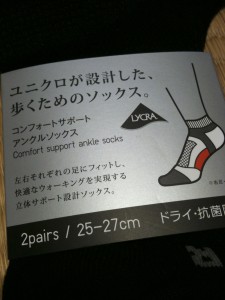 ユニクロが設計した、
歩くためのソックス。
コンフォートサポート
アンクルソックス
Comfort support ankle socks
LYCRA
左右それぞれの足にフィットし、
快適なウォーキングを実現する
立体サポート設計ソックス。
2pairs / 25-27cm
ドライ・抗菌